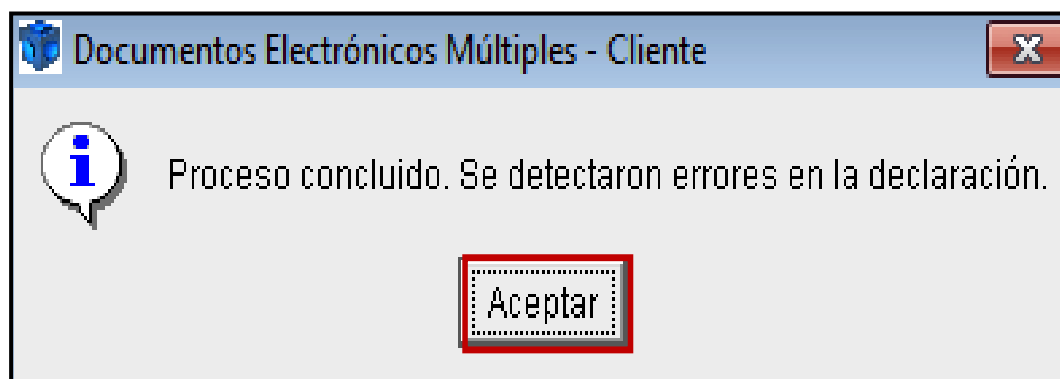 Documentos Electrónicos Múltiples - Cliente
Proceso concluido. Se detectaron errores en la declaración.
Aceptar